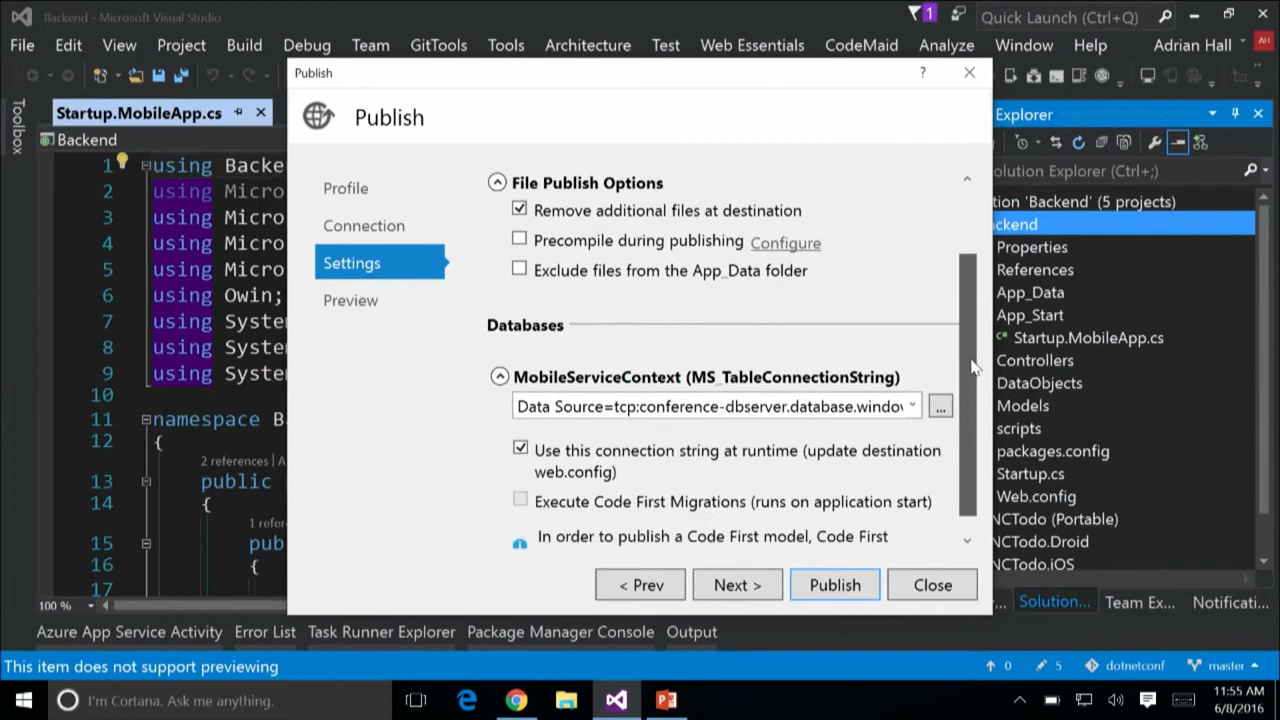 Backend - Microsoft Visual Studio
1
Quick Launch (Ctrl+Q)
File Edit View Project Build Debug Team GitTools Tools Architecture Test Web Essentials CodeMaid Analyze Window Help Adrian Hall AH
Toolbox
Startup.MobileApp.cs
Backend
1 using Backe
2 using Micro
3 using Micro
4 using Micro
5 using Micro
6 using Owin;
7 using Syste
8 using Syste
9 using Syste
10
11 namespace B
12 {
2 references | A
13 public
14 {
1 refer
15 pub
16 {
17
100 %
Publish
?
Publish
Profile
Connection
Settings
Preview
File Publish Options
Remove additional files at destination
Precompile during publishing Configure
Exclude files from the App_Data folder
Databases
MobileServiceContext (MS_TableConnectionString)
Data Source=tcp:conference-dbserver.database.windov
...
Use this connection string at runtime (update destination
web.config)
Execute Code First Migrations (runs on application start)
In order to publish a Code First model, Code First
< Prev
Next >
Publish
Close
Explorer
olution Explorer (Ctrl+;)
tion 'Backend' (5 projects)
ckend
Properties
References
App_Data
App_Start
C# Startup.MobileApp.cs
Controllers
DataObjects
Models
scripts
packages.config
Startup.cs
Web.config
NCTodo (Portable)
NCTodo.Droid
NCTodo.iOS
... Solution... Team Ex... Notificati...
Azure App Service Activity Error List Task Runner Explorer Package Manager Console Output
This item does not support previewing
0 5 dotnetconf master
I'm Cortana. Ask me anything.
11:55 AM
6/8/2016